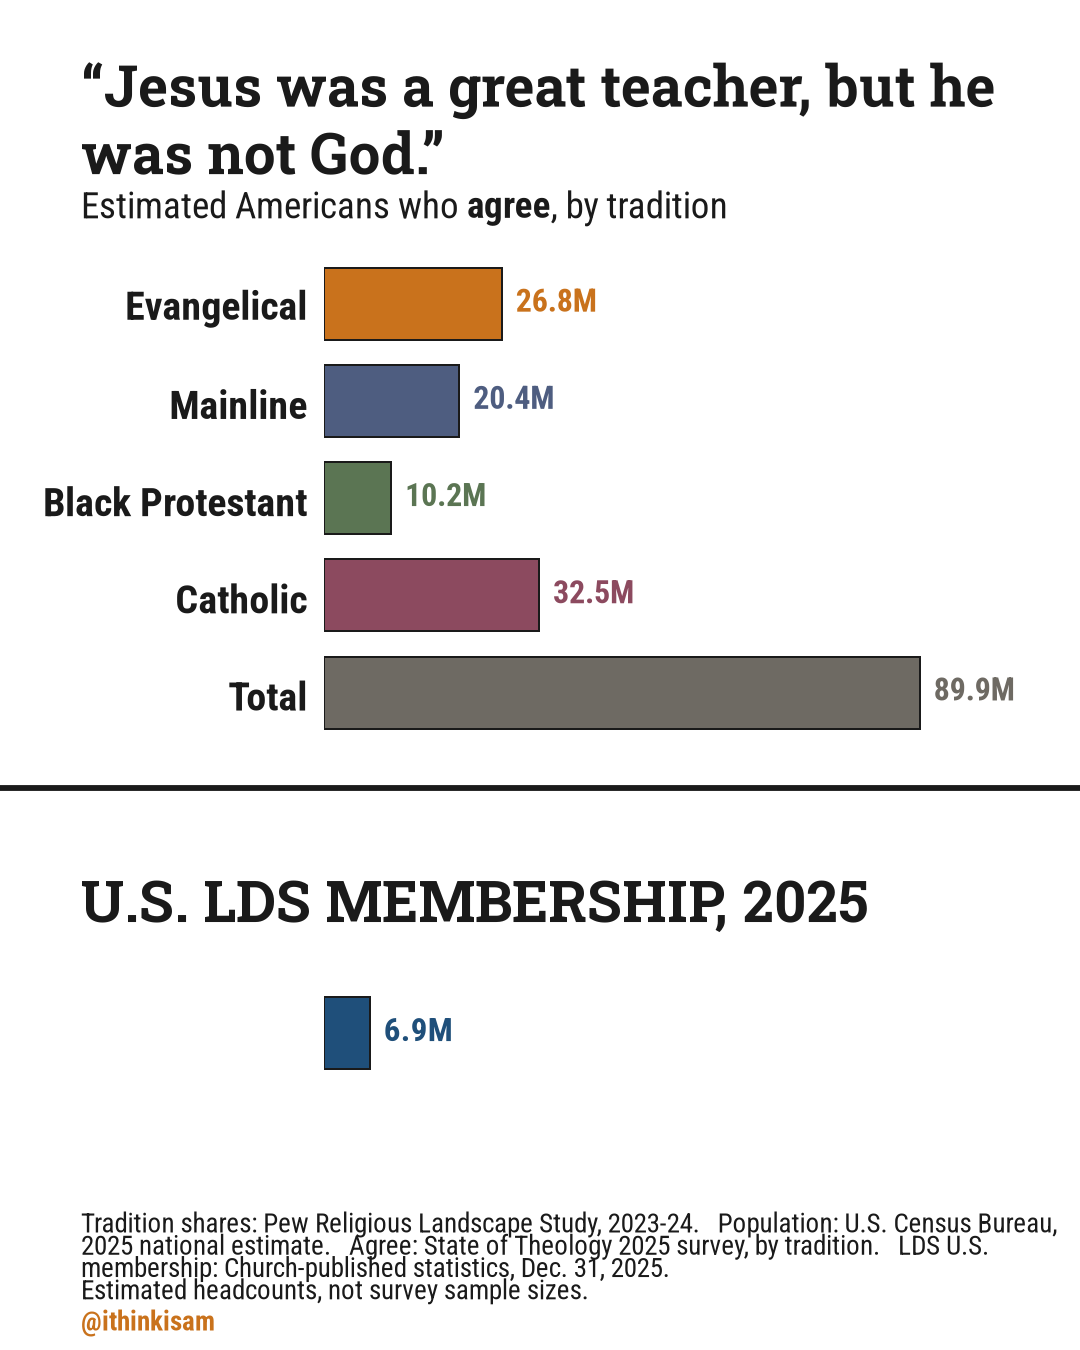 “Jesus was a great teacher, but he
was not God.”
Estimated Americans who agree, by tradition
Evangelical 26.8M
Mainline 20.4M
Black Protestant 10.2M
Catholic 32.5M
Total 89.9M
U.S. LDS MEMBERSHIP, 2025
6.9M
Tradition shares: Pew Religious Landscape Study, 2023-24. Population: U.S. Census Bureau,
2025 national estimate. Agree: State of Theology 2025 survey, by tradition. LDS U.S.
membership: Church-published statistics, Dec. 31, 2025.
Estimated headcounts, not survey sample sizes.
@ithinkisam